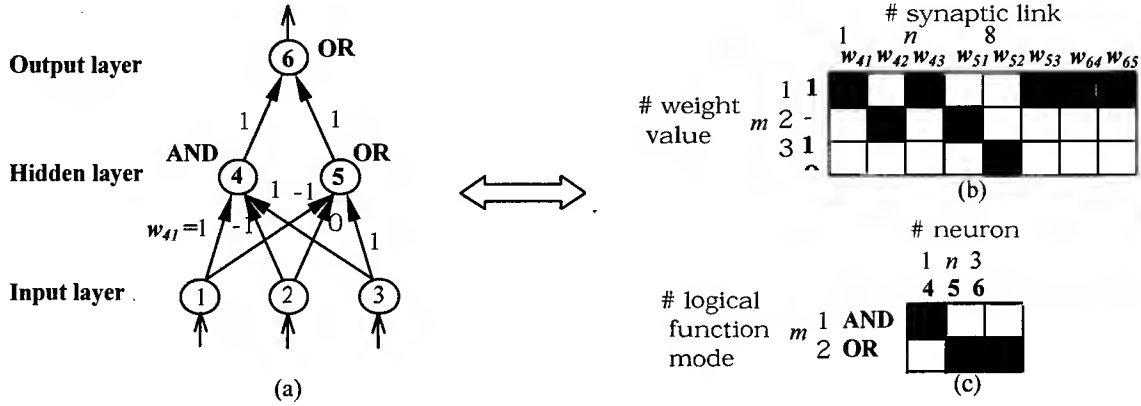 6 OR
Output layer
1 1
AND OR
Hidden layer
4 5
1 -1
w41=1 -1 0 1
Input layer
1 2 3
(a)
# synaptic link
1 n 8
w41 w42 w43 w51 w52 w53 w64 w65
# weight value
m
1 1
2 -
3 1
(b)
# neuron
1 n 3
4 5 6
# logical function mode
m
1 AND
2 OR
(c)